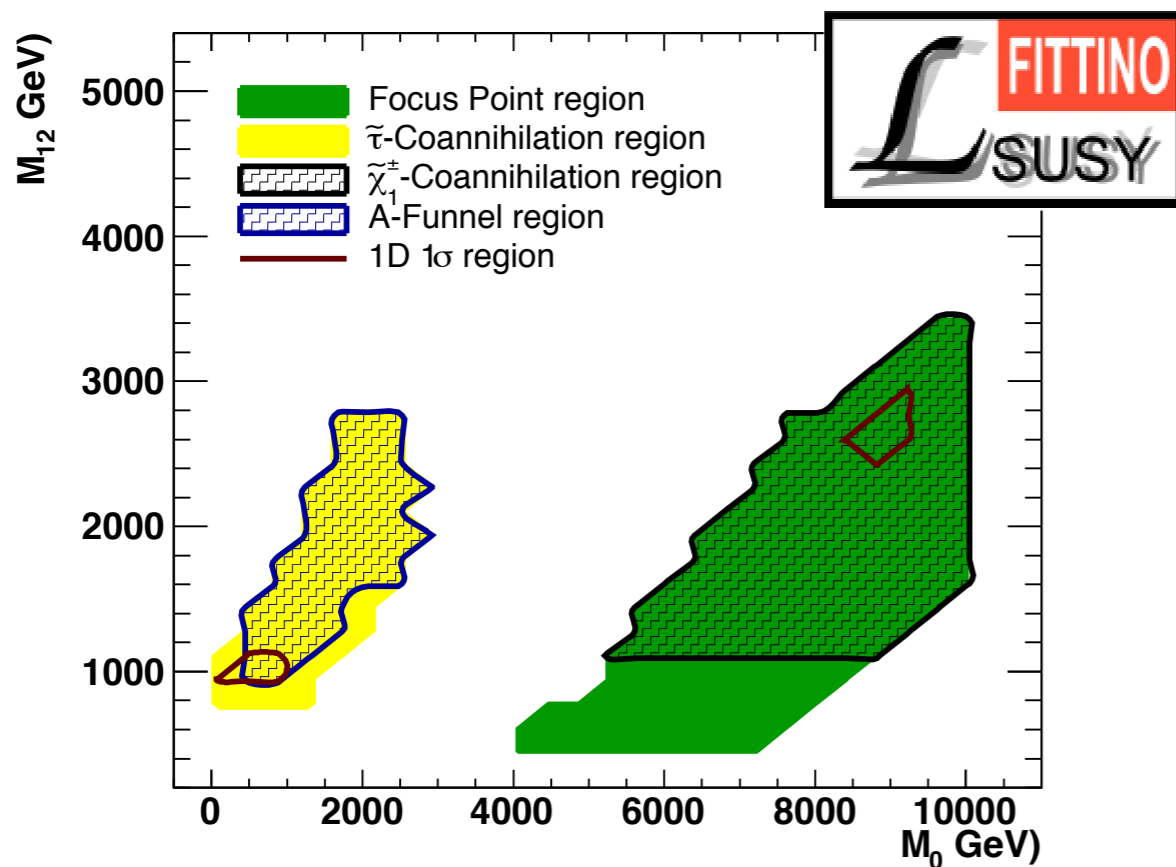 FITTINO
L SUSY
M₁₂ GeV)
5000
4000
3000
2000
1000
Focus Point region
τ̃-Coannihilation region
χ̃₁±-Coannihilation region
A-Funnel region
1D 1σ region
0 2000 4000 6000 8000 10000
M₀ GeV)